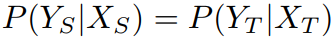 P(Y_S|X_S) = P(Y_T|X_T)